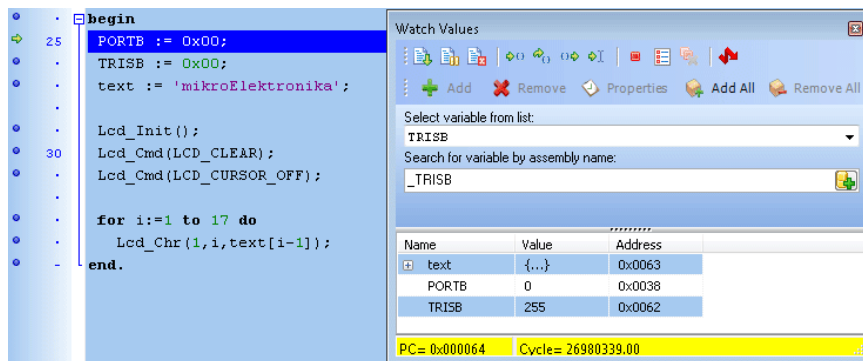 begin
25 PORTB := 0x00;
TRISB := 0x00;
text := 'mikroElektronika';
Lcd_Init();
30 Lcd_Cmd(LCD_CLEAR);
Lcd_Cmd(LCD_CURSOR_OFF);
for i:=1 to 17 do
Lcd_Chr(1,i,text[i-1]);
end.
Watch Values
Add Remove Properties Add All Remove All
Select variable from list:
TRISB
Search for variable by assembly name:
_TRISB
Name Value Address
text {...} 0x0063
PORTB 0 0x0038
TRISB 255 0x0062
PC= 0x000064 Cycle= 26980339.00